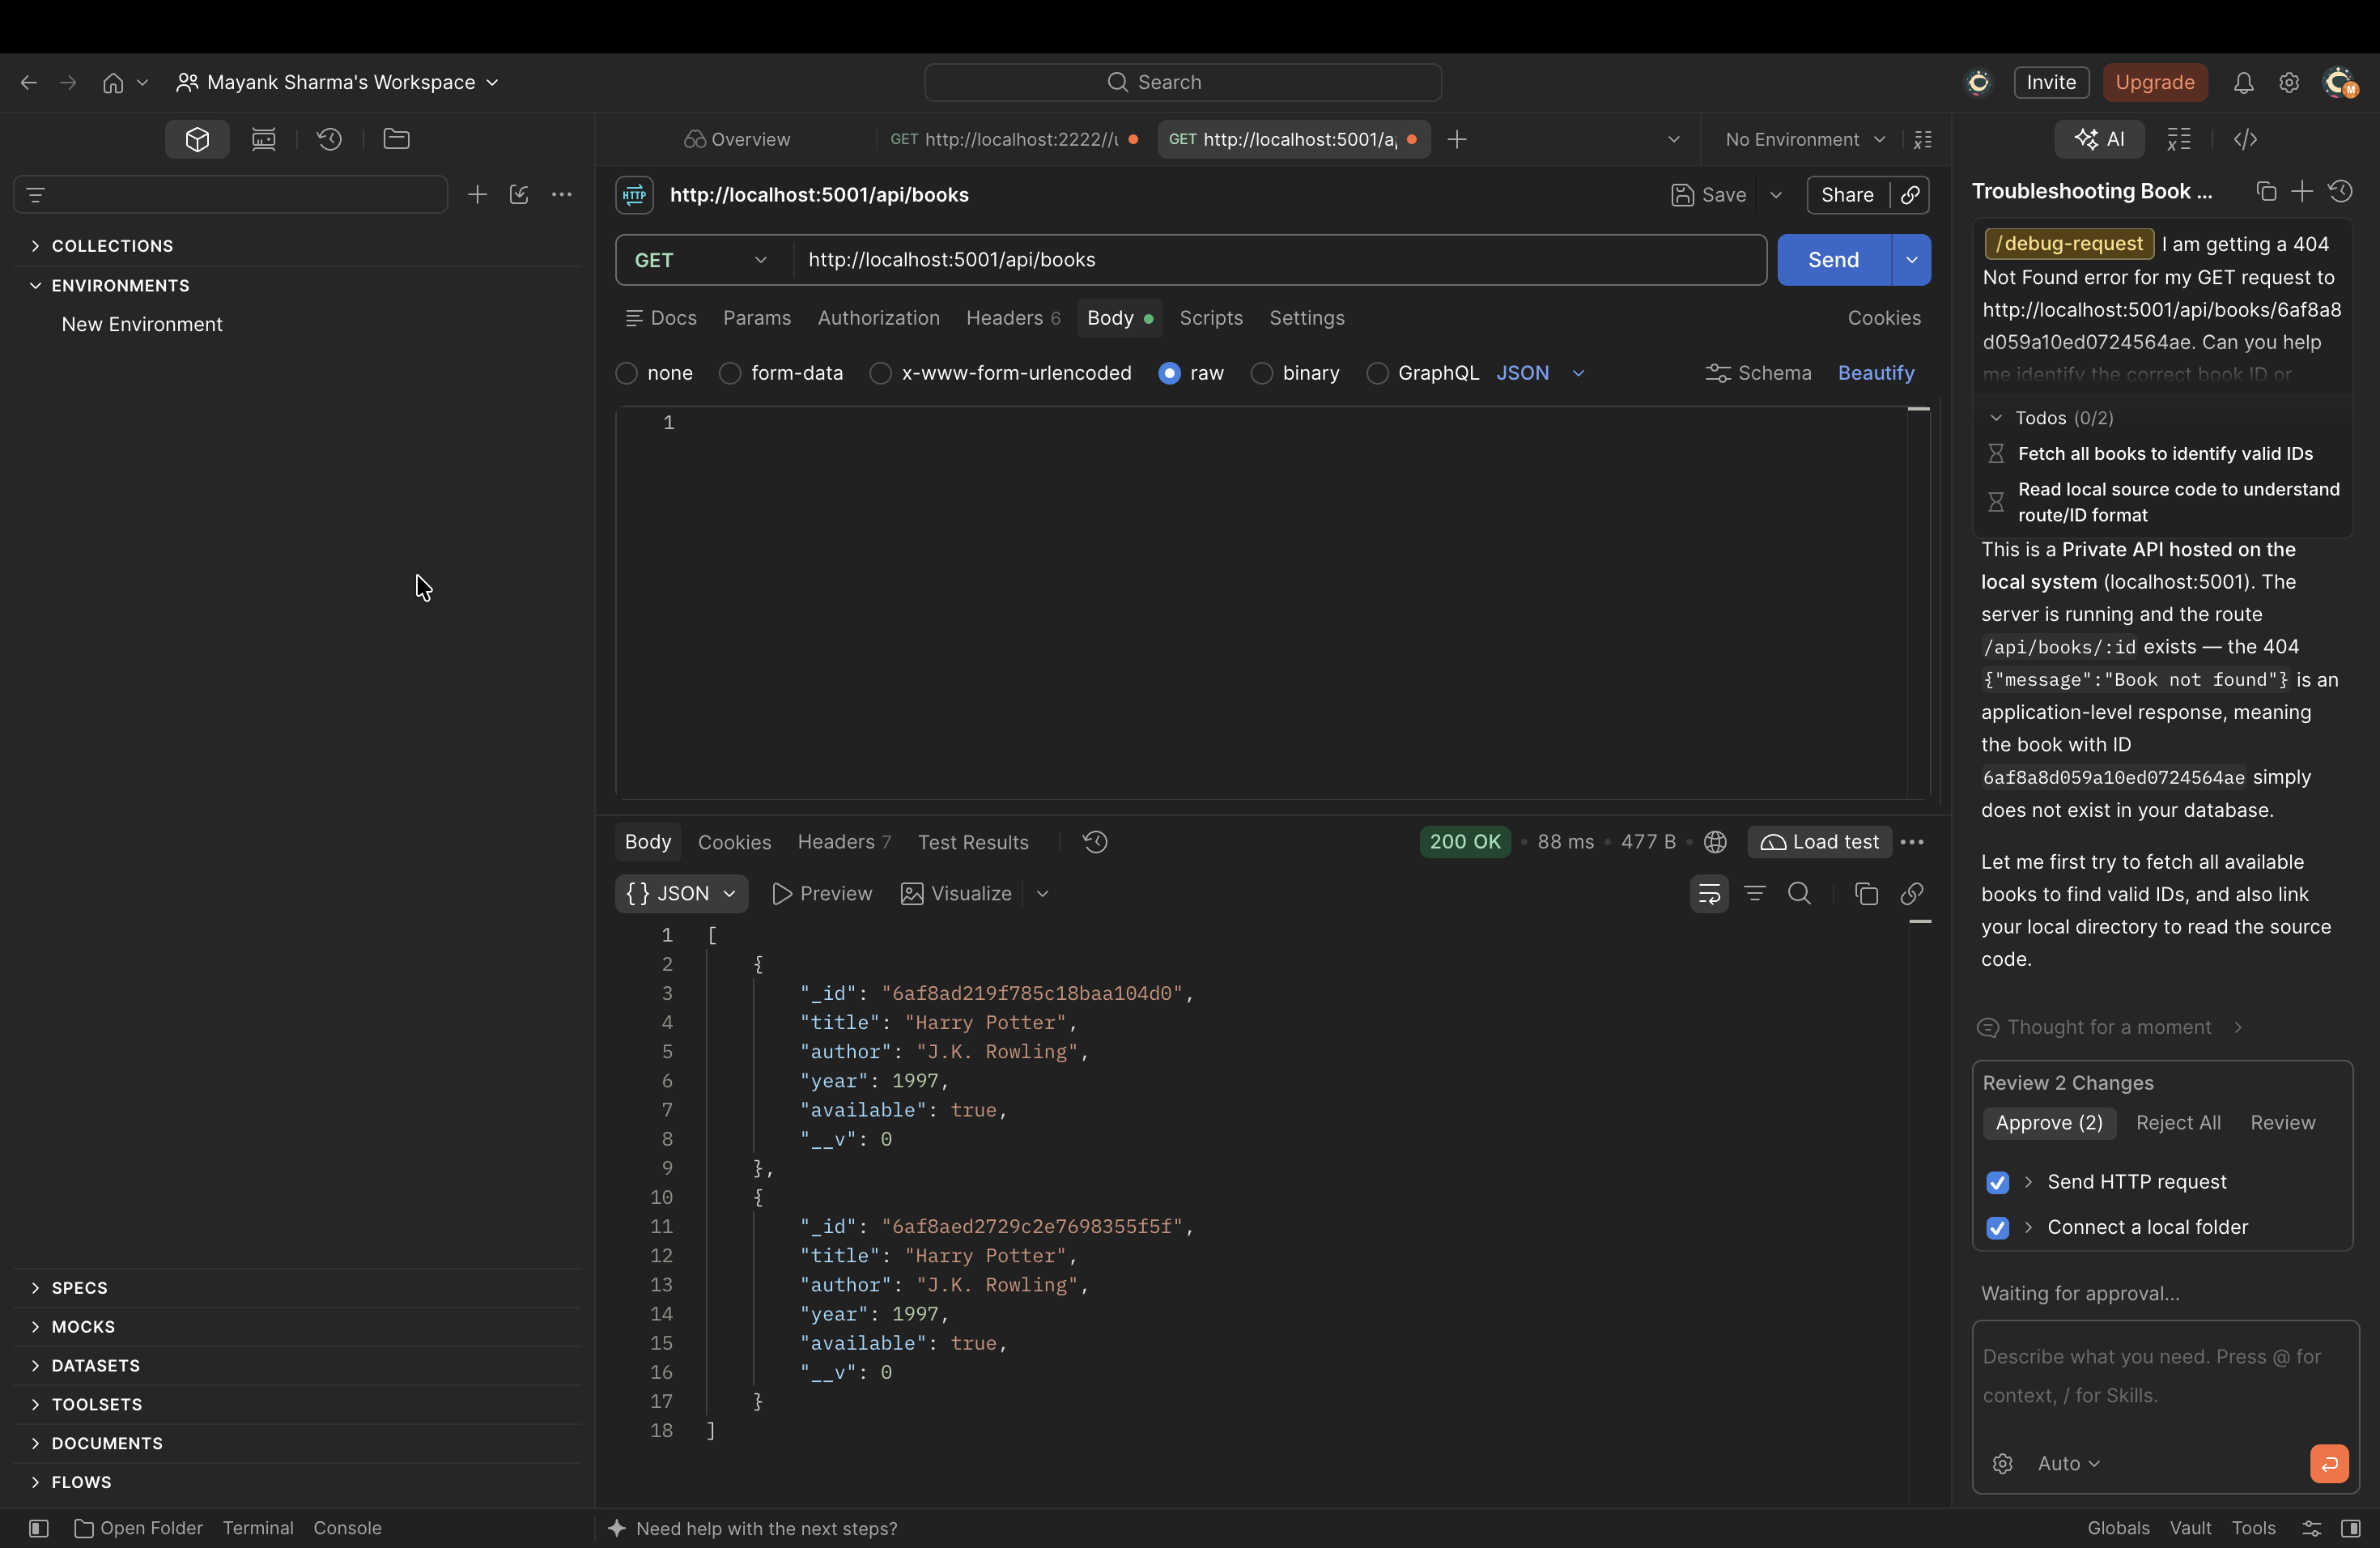 Mayank Sharma's Workspace
Search
Invite
Upgrade
M
Overview
GET http://localhost:2222//
GET http://localhost:5001/a
No Environment
AI
COLLECTIONS
ENVIRONMENTS
New Environment
SPECS
MOCKS
DATASETS
TOOLSETS
DOCUMENTS
FLOWS
HTTP http://localhost:5001/api/books
Save
Share
GET http://localhost:5001/api/books
Send
Docs Params Authorization Headers 6 Body Scripts Settings Cookies
none form-data x-www-form-urlencoded raw binary GraphQL JSON Schema Beautify
1
Body Cookies Headers 7 Test Results 200 OK 88 ms 477 B Load test
{} JSON Preview Visualize
1 [
2 {
3 "_id": "6af8ad219f785c18baa104d0",
4 "title": "Harry Potter",
5 "author": "J.K. Rowling",
6 "year": 1997,
7 "available": true,
8 "__v": 0
9 },
10 {
11 "_id": "6af8aed2729c2e7698355f5f",
12 "title": "Harry Potter",
13 "author": "J.K. Rowling",
14 "year": 1997,
15 "available": true,
16 "__v": 0
17 }
18 ]
Troubleshooting Book ...
/debug-request I am getting a 404
Not Found error for my GET request to
http://localhost:5001/api/books/6af8a8
d059a10ed0724564ae. Can you help
me identify the correct book ID or
Todos (0/2)
Fetch all books to identify valid IDs
Read local source code to understand
route/ID format
This is a Private API hosted on the
local system (localhost:5001). The
server is running and the route
/api/books/:id exists — the 404
{"message":"Book not found"} is an
application-level response, meaning
the book with ID
6af8a8d059a10ed0724564ae simply
does not exist in your database.
Let me first try to fetch all available
books to find valid IDs, and also link
your local directory to read the source
code.
Thought for a moment
Review 2 Changes
Approve (2) Reject All Review
Send HTTP request
Connect a local folder
Waiting for approval...
Describe what you need. Press @ for
context, / for Skills.
Auto
Open Folder Terminal Console
Need help with the next steps?
Globals Vault Tools